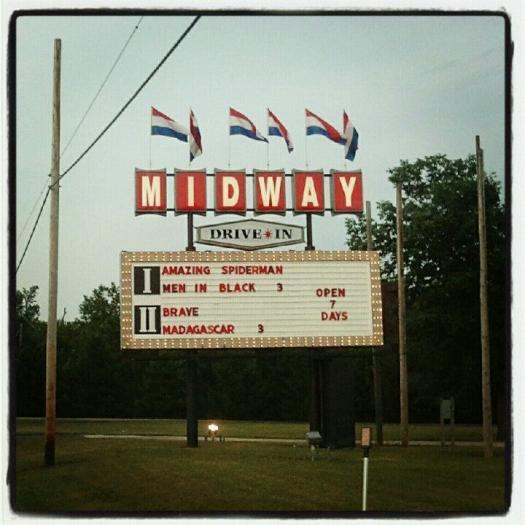 MIDWAY
DRIVE IN
I
AMAZING SPIDERMAN
MEN IN BLACK 3
II
BRAVE
MADAGASCAR 3
OPEN
7
DAYS